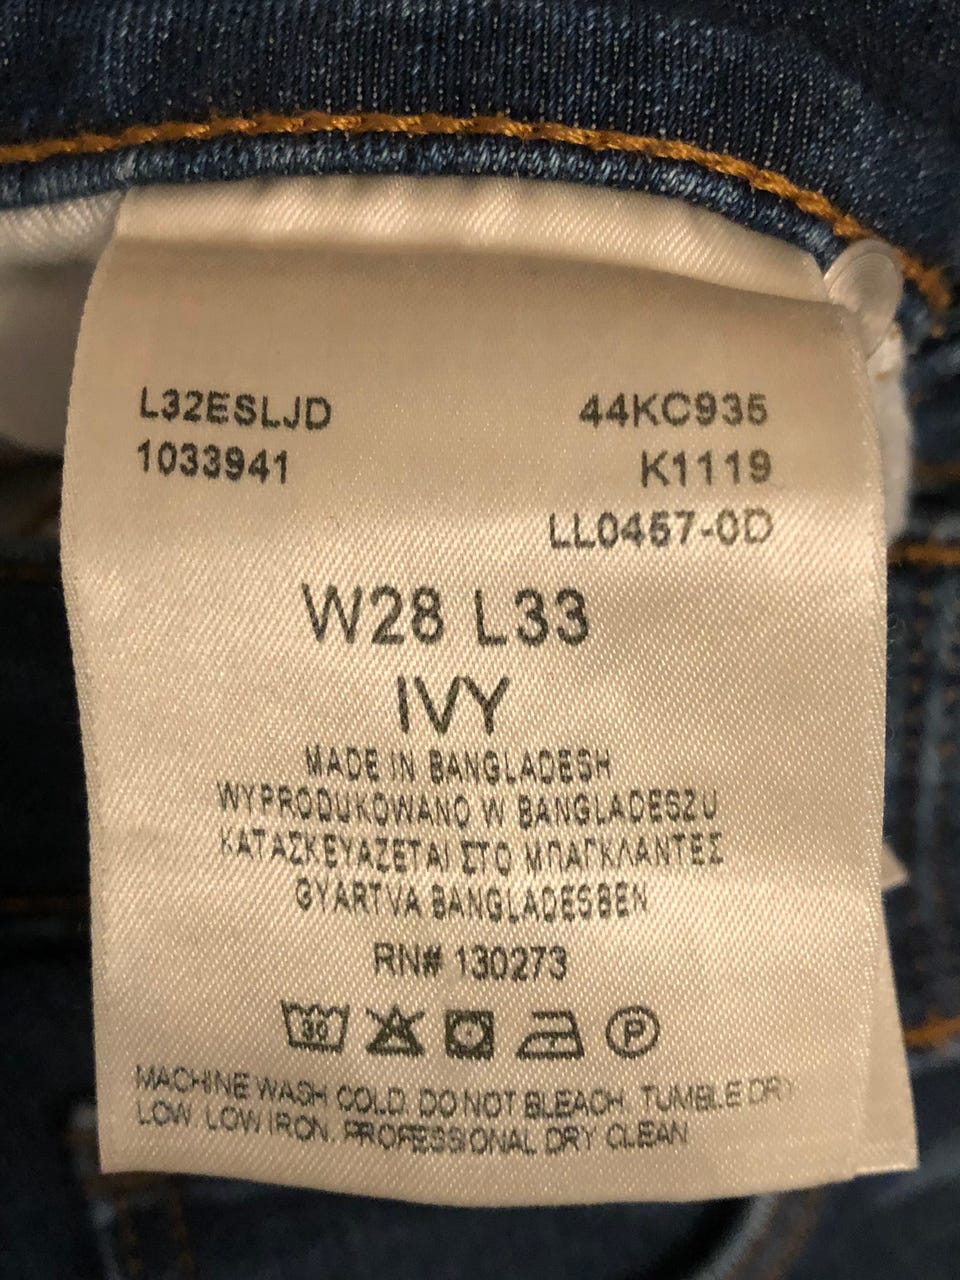 L32ESLJD 44KC935
1033941 K1119
LL0457-0D
W28 L33
IVY
MADE IN BANGLADESH
WYPRODUKOWANO W BANGLADESZU
ΚΑΤΑΣΚΕΥΑΖΕΤΑΙ ΣΤΟ ΜΠΑΓΚΛΑΝΤΕΣ
GYARTVA BANGLADESBEN
RN# 130273
30 P
MACHINE WASH COLD. DO NOT BLEACH. TUMBLE DRY
LOW. LOW IRON. PROFESSIONAL DRY CLEAN